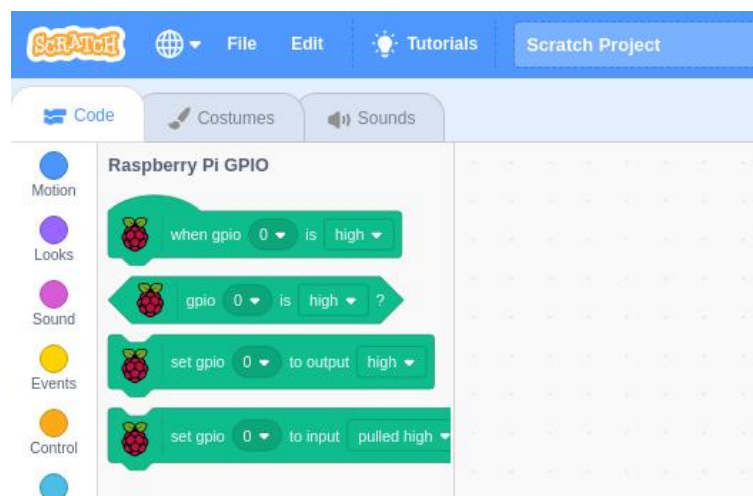 SCRATCH File Edit Tutorials Scratch Project
Code Costumes Sounds
Motion
Looks
Sound
Events
Control
Raspberry Pi GPIO
when gpio 0 is high
gpio 0 is high ?
set gpio 0 to output high
set gpio 0 to input pulled high